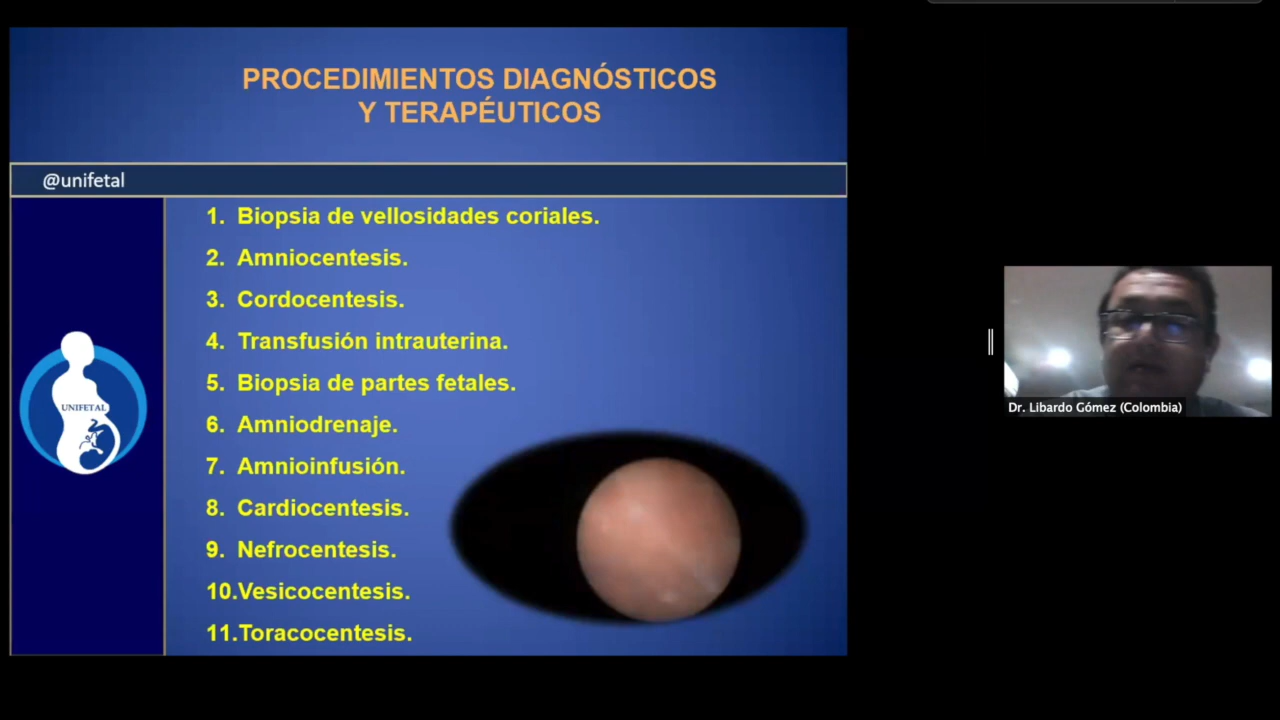 PROCEDIMIENTOS DIAGNÓSTICOS
Y TERAPÉUTICOS
@unifetal
1. Biopsia de vellosidades coriales.
2. Amniocentesis.
3. Cordocentesis.
4. Transfusión intrauterina.
5. Biopsia de partes fetales.
6. Amniodrenaje.
7. Amnioinfusión.
8. Cardiocentesis.
9. Nefrocentesis.
10.Vesicocentesis.
11.Toracocentesis.
UNIFETAL
Dr. Libardo Gómez (Colombia)